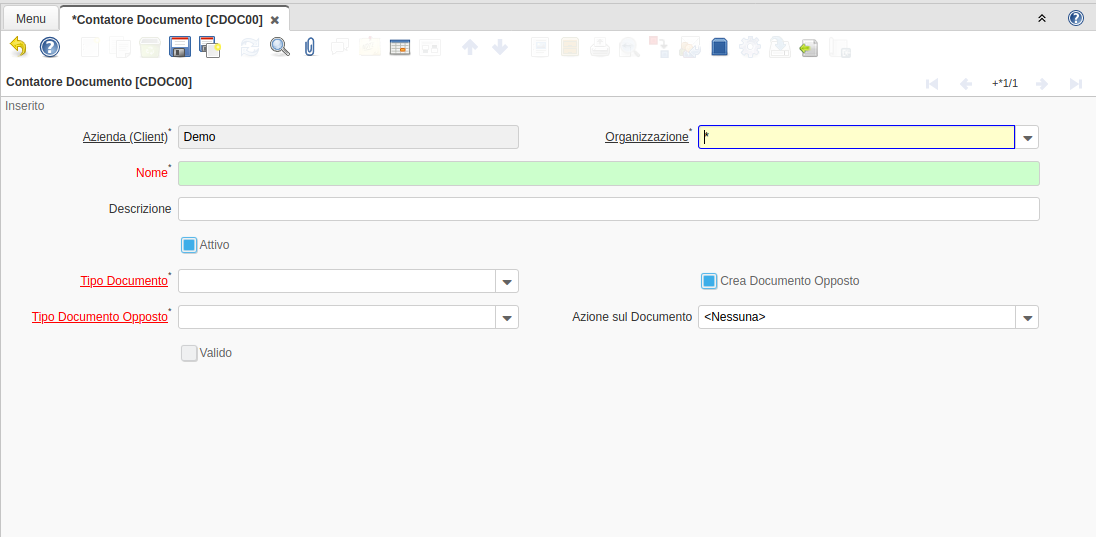 Menu
*Contatore Documento [CDOC00]
Contatore Documento [CDOC00]
+*1/1
Inserito
Azienda (Client)* Demo
Organizzazione* *
Nome*
Descrizione
Attivo
Tipo Documento*
Crea Documento Opposto
Tipo Documento Opposto*
Azione sul Documento <Nessuna>
Valido